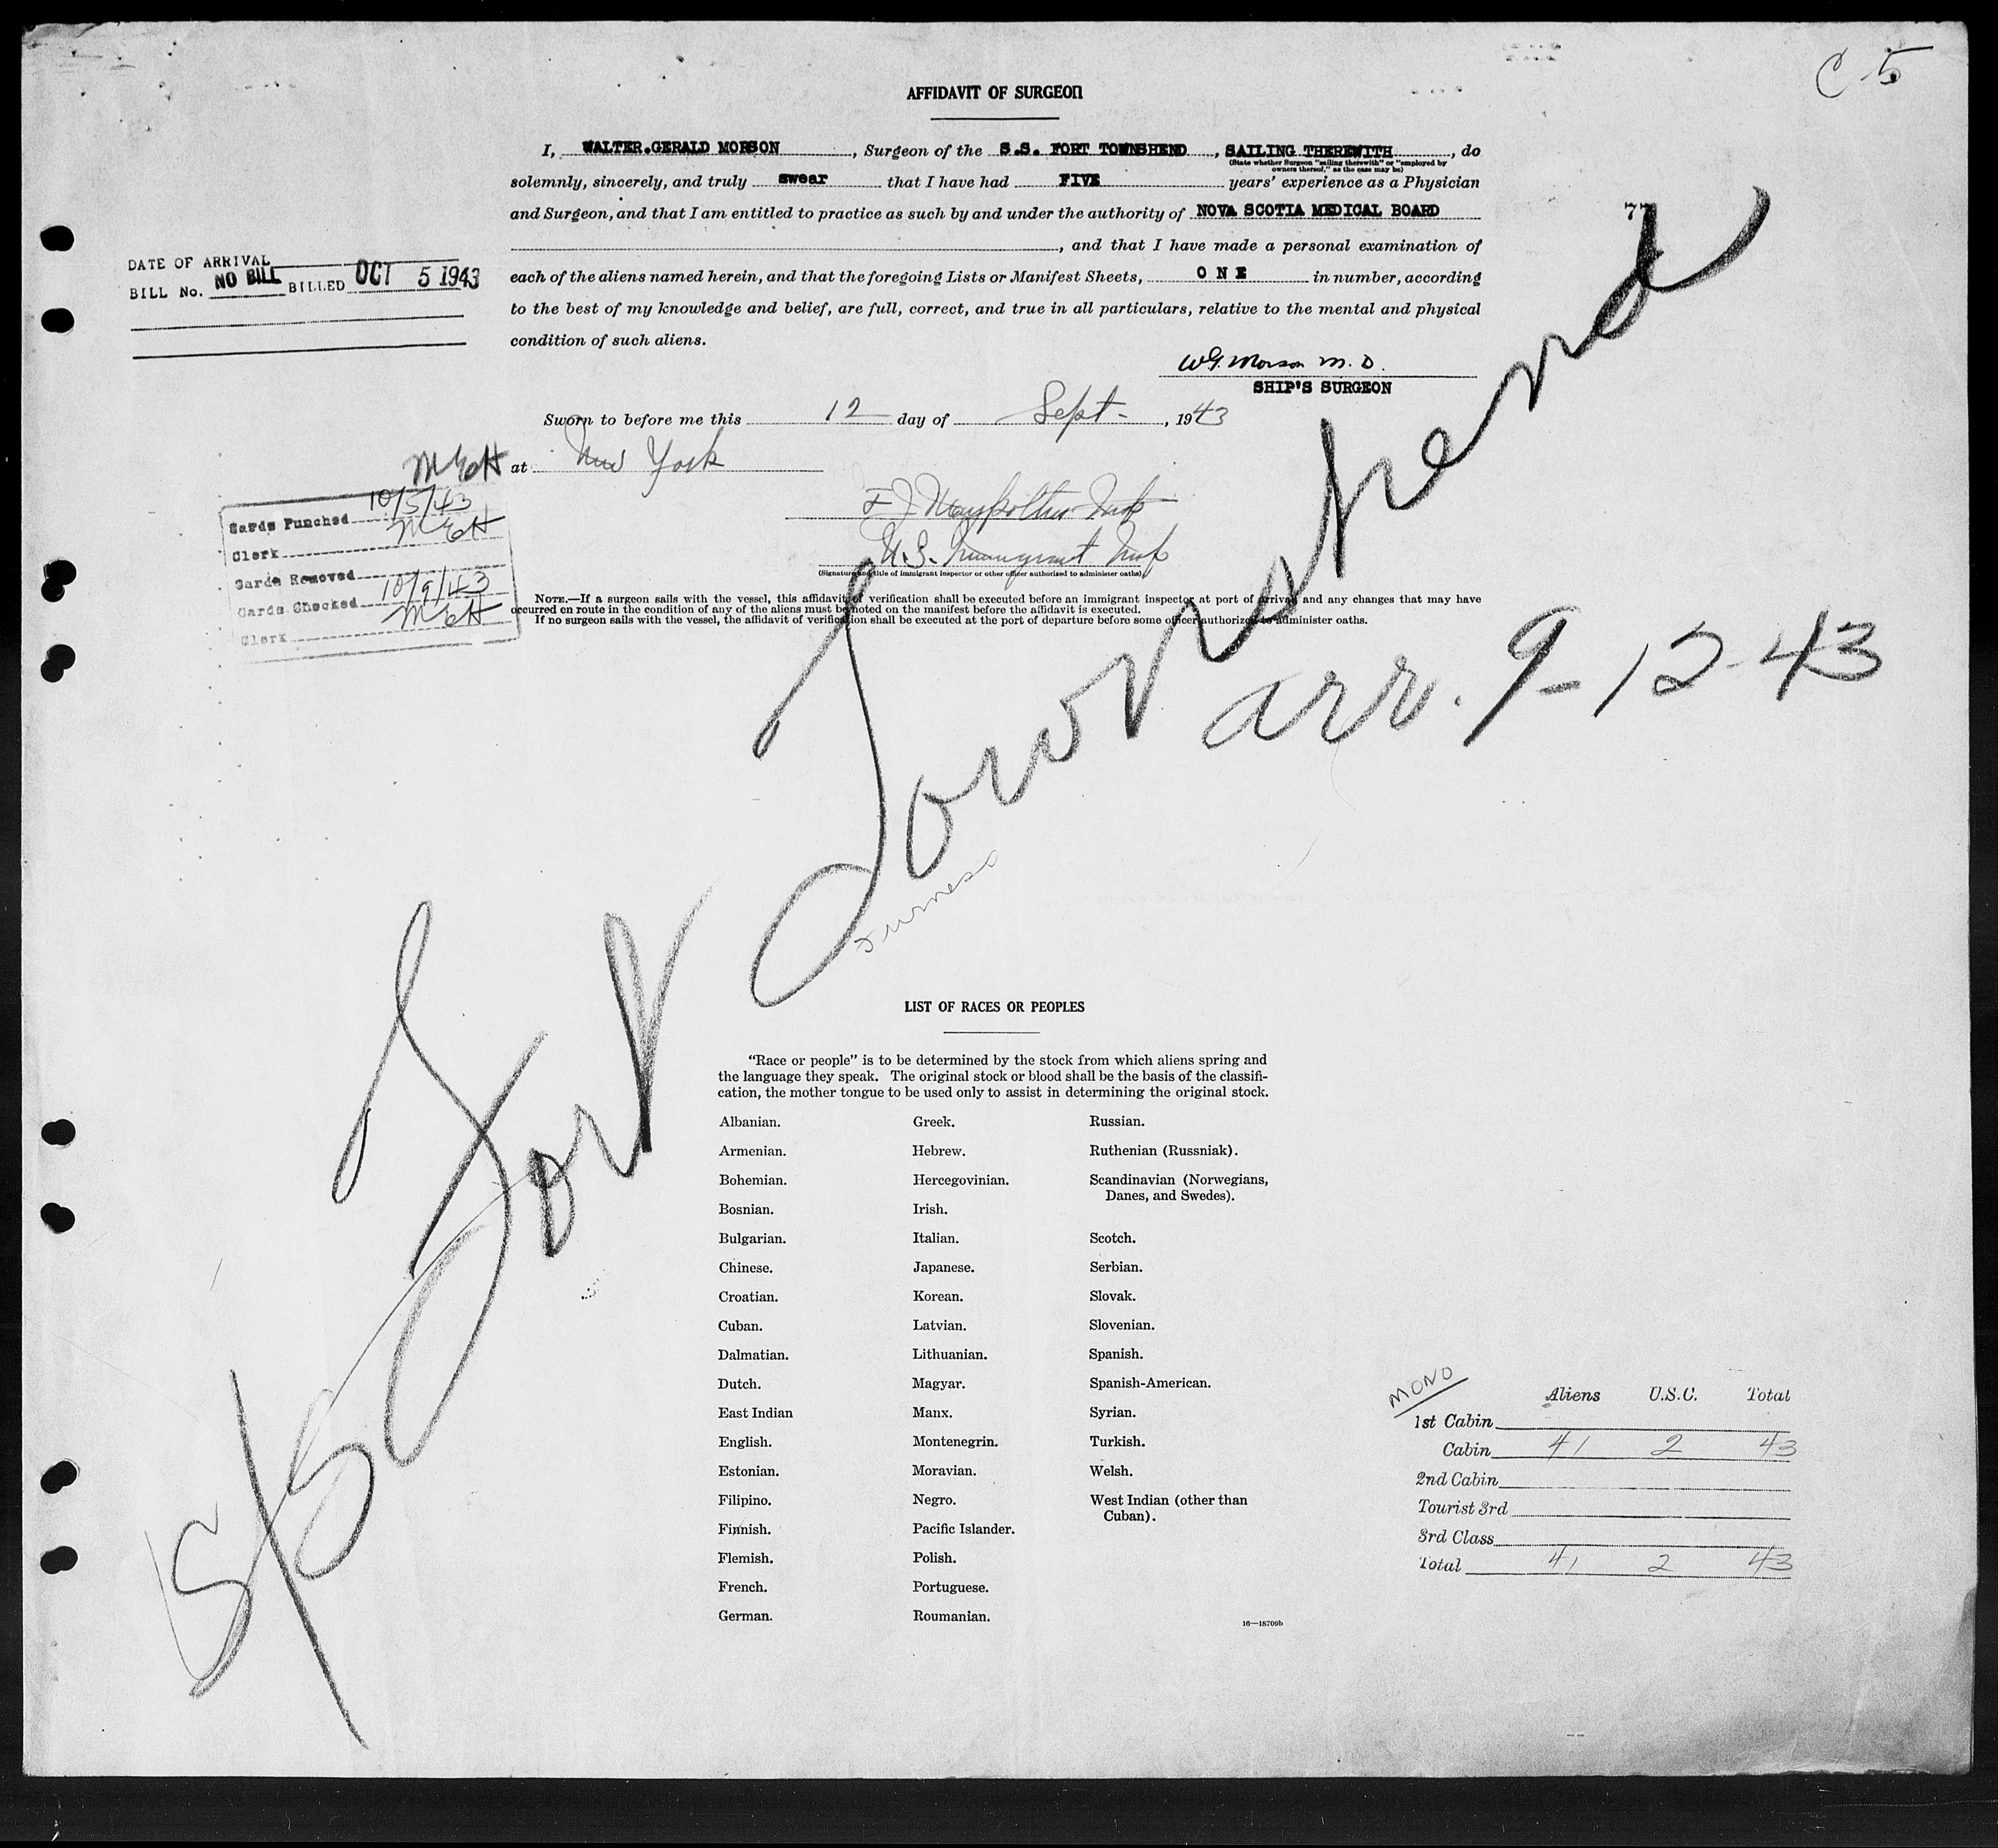 C 5
AFFIDAVIT OF SURGEON
I, WALTER.GERALD MORSON, Surgeon of the S.S. FORT TOWNSHEND, SAILING THEREWITH, do
(State whether Surgeon "sailing therewith" or "employed by
owners thereof," as the case may be)
solemnly, sincerely, and truly swear that I have had FIVE years' experience as a Physician
and Surgeon, and that I am entitled to practice as such by and under the authority of NOVA SCOTIA MEDICAL BOARD
77
, and that I have made a personal examination of
each of the aliens named herein, and that the foregoing Lists or Manifest Sheets, ONE in number, according
to the best of my knowledge and belief, are full, correct, and true in all particulars, relative to the mental and physical
condition of such aliens.
DATE OF ARRIVAL
BILL No. NO BILL BILLED OCT 5 1943
W.G. Morson M.D.
SHIP'S SURGEON
Sworn to before me this 12 day of Sept-, 1943
at New York
F J
U.S. Immigrant Insp
(Signature and title of immigrant inspector or other officer authorized to administer oaths)
MEH
Cards Punched 10/5/43
Clerk MEH
Cards Removed
Cards Checked 10/9/43
Clerk MEH
NOTE.—If a surgeon sails with the vessel, this affidavit of verification shall be executed before an immigrant inspector at port of arrival and any changes that may have
occurred en route in the condition of any of the aliens must be noted on the manifest before the affidavit is executed.
If no surgeon sails with the vessel, the affidavit of verification shall be executed at the port of departure before some officer authorized to administer oaths.
S/S Fort Townshend
arr. 9-12-43
Furness
LIST OF RACES OR PEOPLES
"Race or people" is to be determined by the stock from which aliens spring and
the language they speak. The original stock or blood shall be the basis of the classifi-
cation, the mother tongue to be used only to assist in determining the original stock.
Albanian. Greek. Russian.
Armenian. Hebrew. Ruthenian (Russniak).
Bohemian. Hercegovinian. Scandinavian (Norwegians,
Danes, and Swedes).
Bosnian. Irish.
Bulgarian. Italian. Scotch.
Chinese. Japanese. Serbian.
Croatian. Korean. Slovak.
Cuban. Latvian. Slovenian.
Dalmatian. Lithuanian. Spanish.
Dutch. Magyar. Spanish-American.
East Indian Manx. Syrian.
English. Montenegrin. Turkish.
Estonian. Moravian. Welsh.
Filipino. Negro. West Indian (other than
Cuban).
Finnish. Pacific Islander.
Flemish. Polish.
French. Portuguese.
German. Roumanian.
16—18709b
MONO
Aliens U.S.C. Total
1st Cabin
Cabin 41 2 43
2nd Cabin
Tourist 3rd
3rd Class
Total 41 2 43